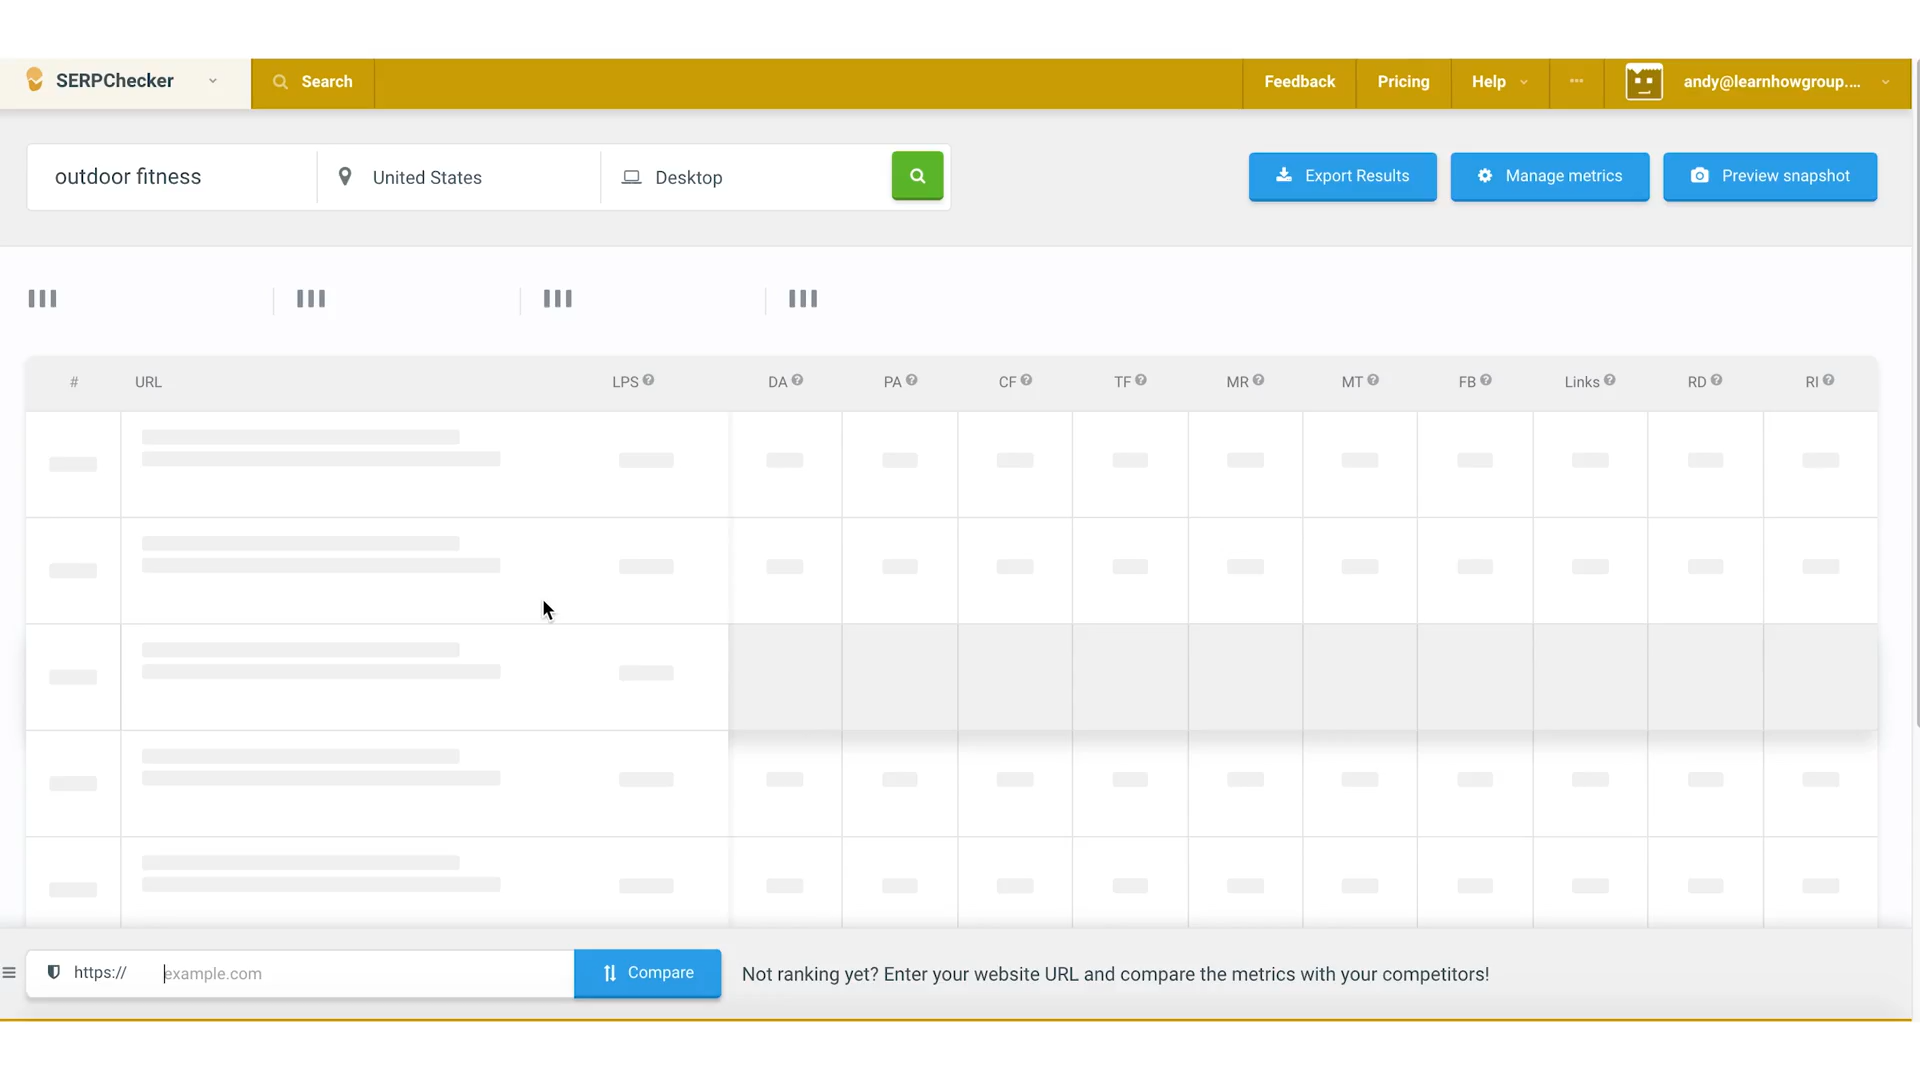 SERPChecker
Search
Feedback
Pricing
Help
andy@learnhowgroup....
outdoor fitness
United States
Desktop
Export Results
Manage metrics
Preview snapshot
# URL LPS DA PA CF TF MR MT FB Links RD RI
https://
example.com
Compare
Not ranking yet? Enter your website URL and compare the metrics with your competitors!